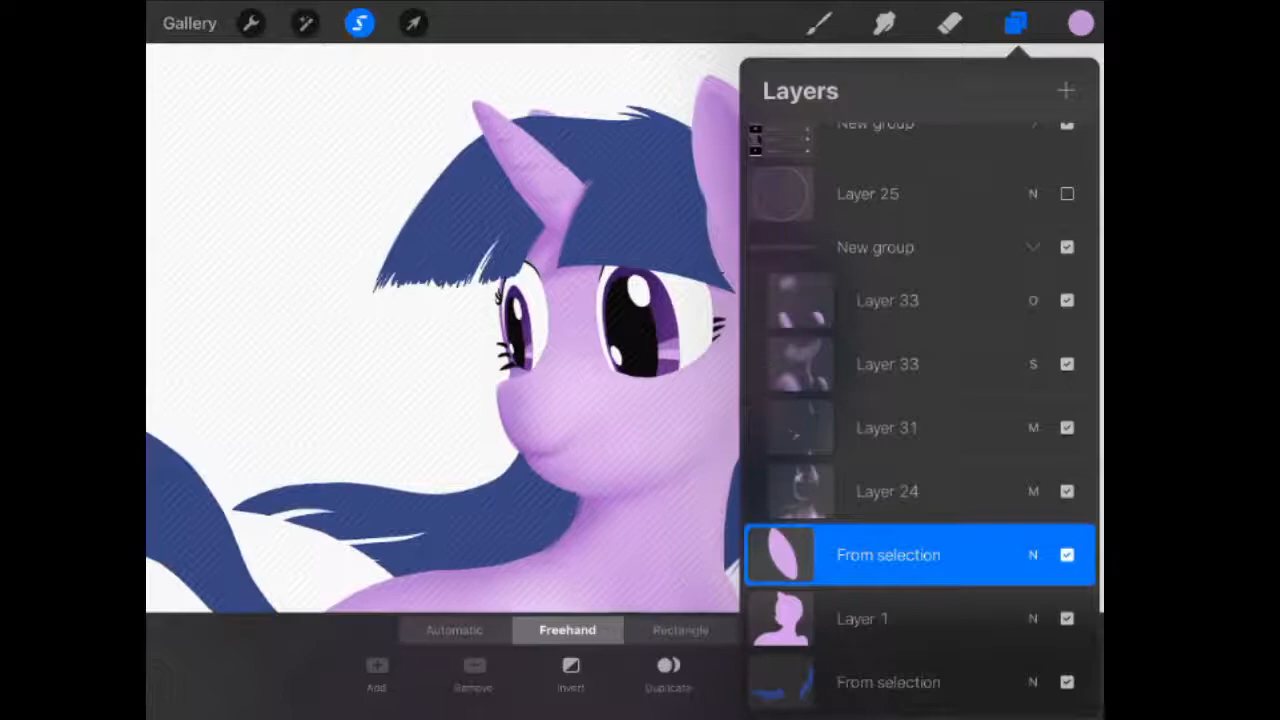 Gallery
Layers
New group
Layer 25 N
New group
Layer 33 O
Layer 33 S
Layer 31 M
Layer 24 M
From selection N
Layer 1 N
From selection N
Automatic Freehand Rectangle
Add Remove Invert Duplicate